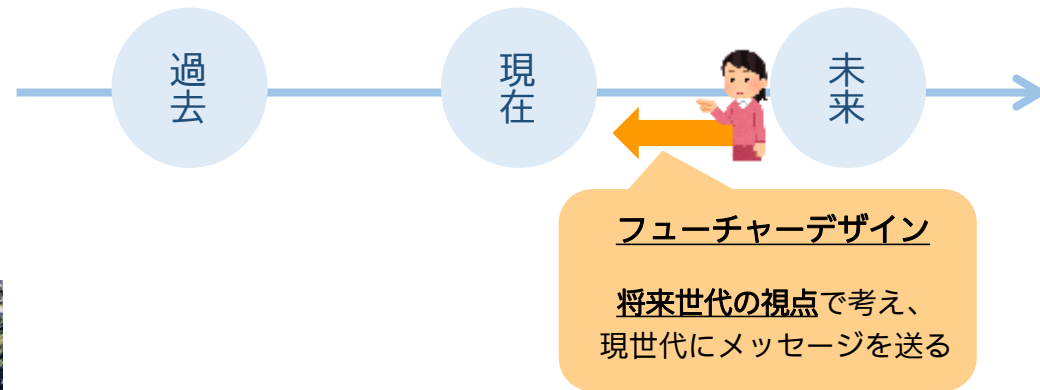 過去
現在
未来
フューチャーデザイン
将来世代の視点で考え、
現世代にメッセージを送る